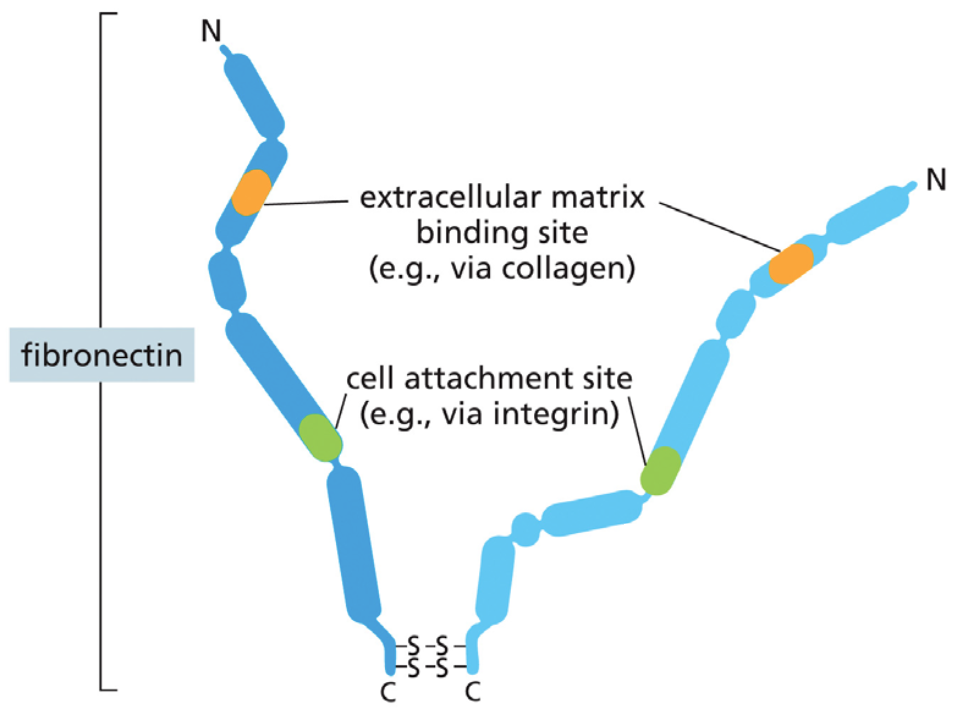 N
N
extracellular matrix
binding site
(e.g., via collagen)
fibronectin
cell attachment site
(e.g., via integrin)
S–S
S–S
C
C